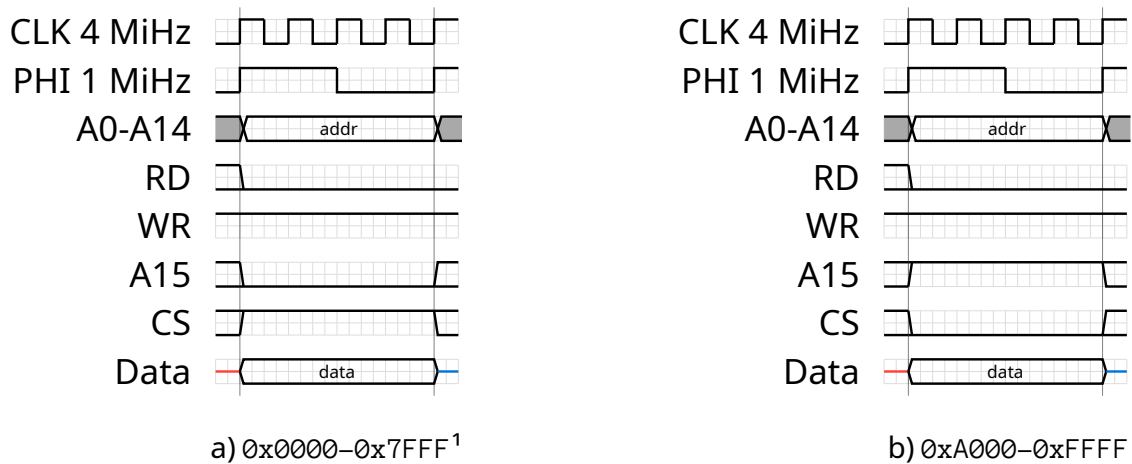 CLK 4 MiHz
PHI 1 MiHz
A0-A14
addr
RD
WR
A15
CS
Data
data
a) 0x0000–0x7FFF¹
CLK 4 MiHz
PHI 1 MiHz
A0-A14
addr
RD
WR
A15
CS
Data
data
b) 0xA000–0xFFFF